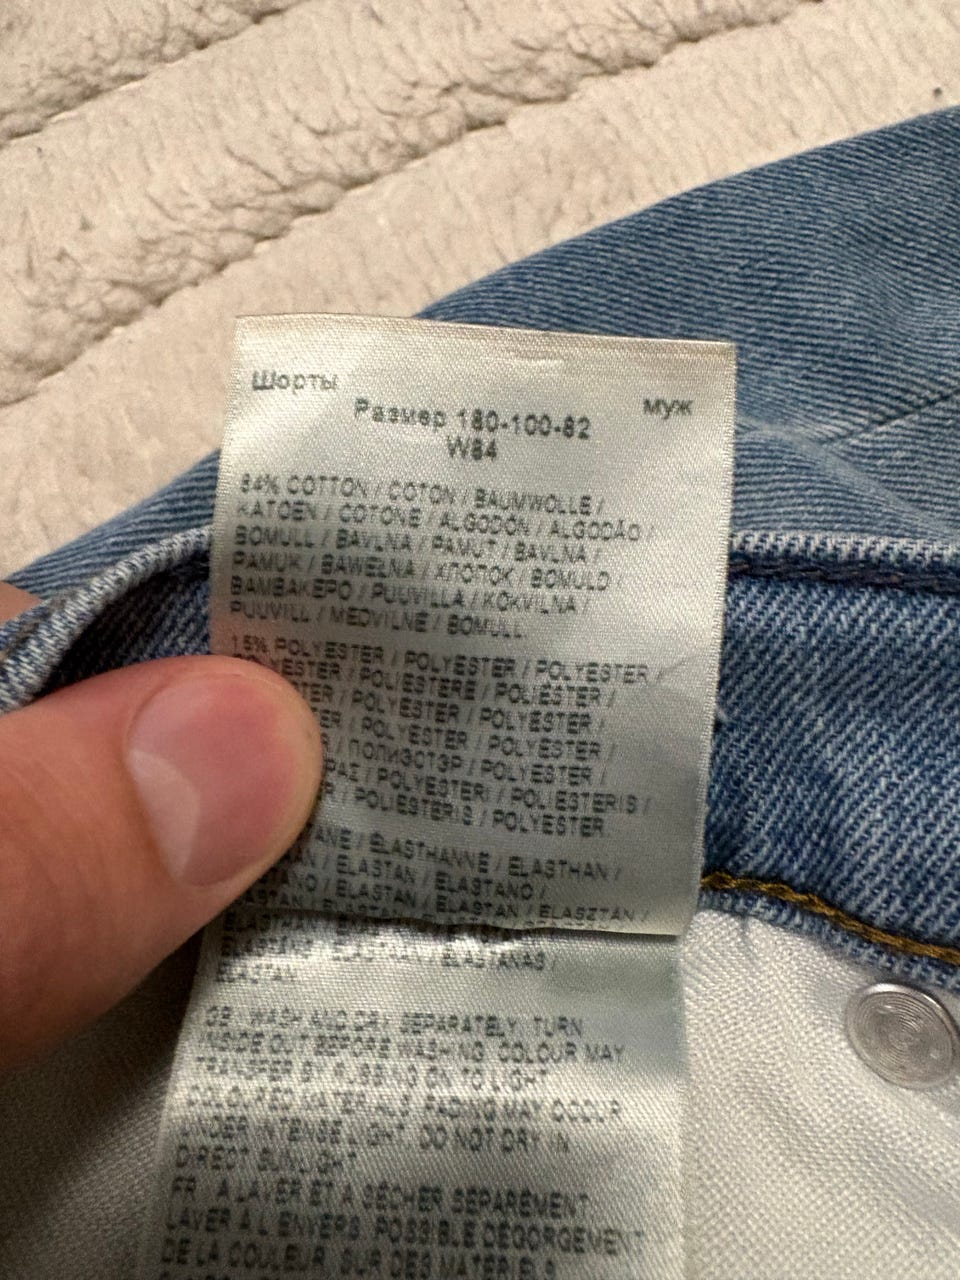 Шорты
муж
Размер 180-100-82
W84
84% COTTON / COTON / BAUMWOLLE /
KATOEN / COTONE / ALGODÓN / ALGODÃO /
BOMULL / BAVLNA / PAMUT / BAVLNA /
PAMUK / BAWEŁNA / ХЛОПОК / BOMULD /
BAMBAKEPO / PUUVILLA / KOKVILNA /
PUUVILL / MEDVILNĖ / BOMULL
15% POLYESTER / POLYESTER / POLYESTER /
POLYESTER / POLIESTERE / POLIÉSTER /
POLYESTER / POLYESTER /
POLYESTER / POLYESTER /
/ ПОЛИЭСТЭР / POLYESTER /
/ POLYESTERI / POLIESTERIS /
/ POLIESTERIS / POLYESTER
/ ÉLASTHANNE / ELASTHAN /
/ ELASTAN / ELASTANO /
/ ELASTAN / ELASTAN / ELASZTÁN /
/ ELASTAAN / ELASTANAS /
ELASTAN
WASH AND DRY SEPARATELY. TURN
INSIDE OUT BEFORE WASHING. COLOUR MAY
TRANSFER BY RUBBING ON TO LIGHT
COLOURED MATERIALS. FADING MAY OCCUR
UNDER INTENSE LIGHT. DO NOT DRY IN
DIRECT SUNLIGHT
FR: A LAVER ET A SÉCHER SÉPARÉMENT.
LAVER À L'ENVERS. POSSIBLE DÉGORGEMENT
DE LA COULEUR SUR DES MATERIELS